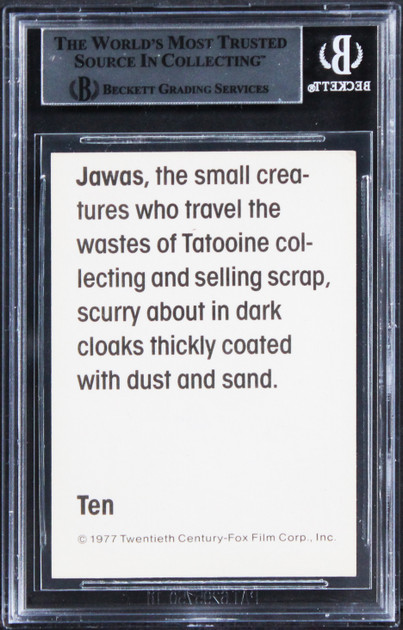 THE WORLD'S MOST TRUSTED
SOURCE IN COLLECTING™
B BECKETT GRADING SERVICES
B
BECKETT®
Jawas, the small crea-
tures who travel the
wastes of Tatooine col-
lecting and selling scrap,
scurry about in dark
cloaks thickly coated
with dust and sand.
Ten
© 1977 Twentieth Century-Fox Film Corp., Inc.